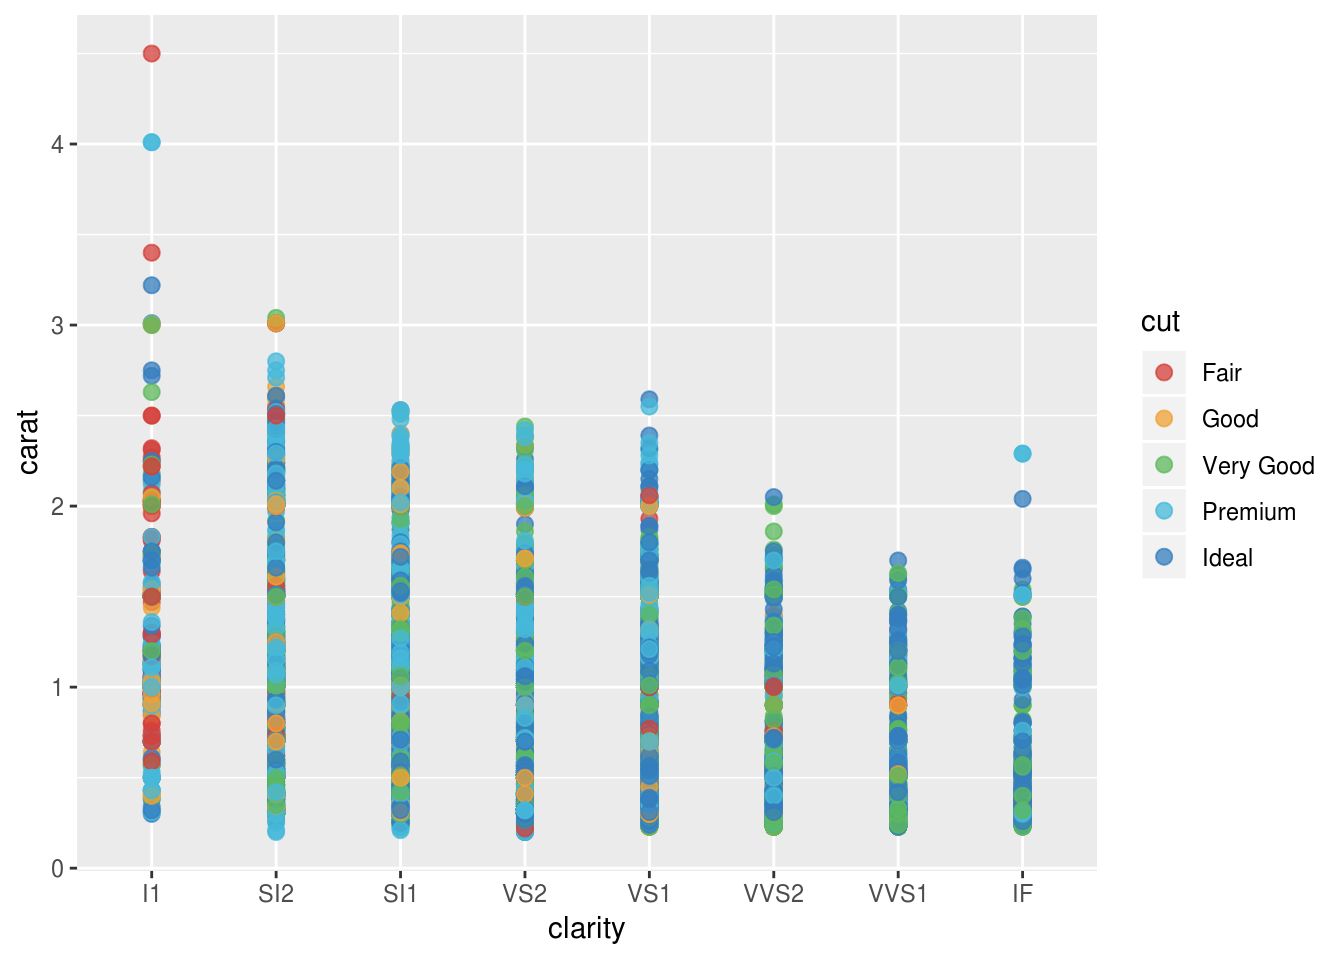 carat
4
3
2
1
0
I1 SI2 SI1 VS2 VS1 VVS2 VVS1 IF
clarity
cut
Fair
Good
Very Good
Premium
Ideal